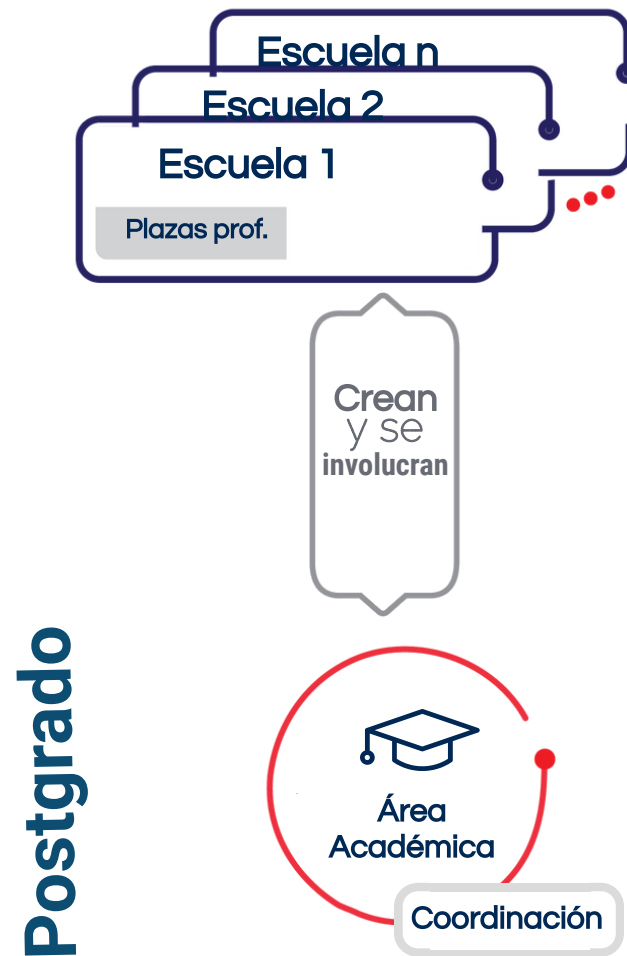 Escuela n
Escuela 2
Escuela 1
Plazas prof.
Crean
y se
involucran
Postgrado
Área
Académica
Coordinación